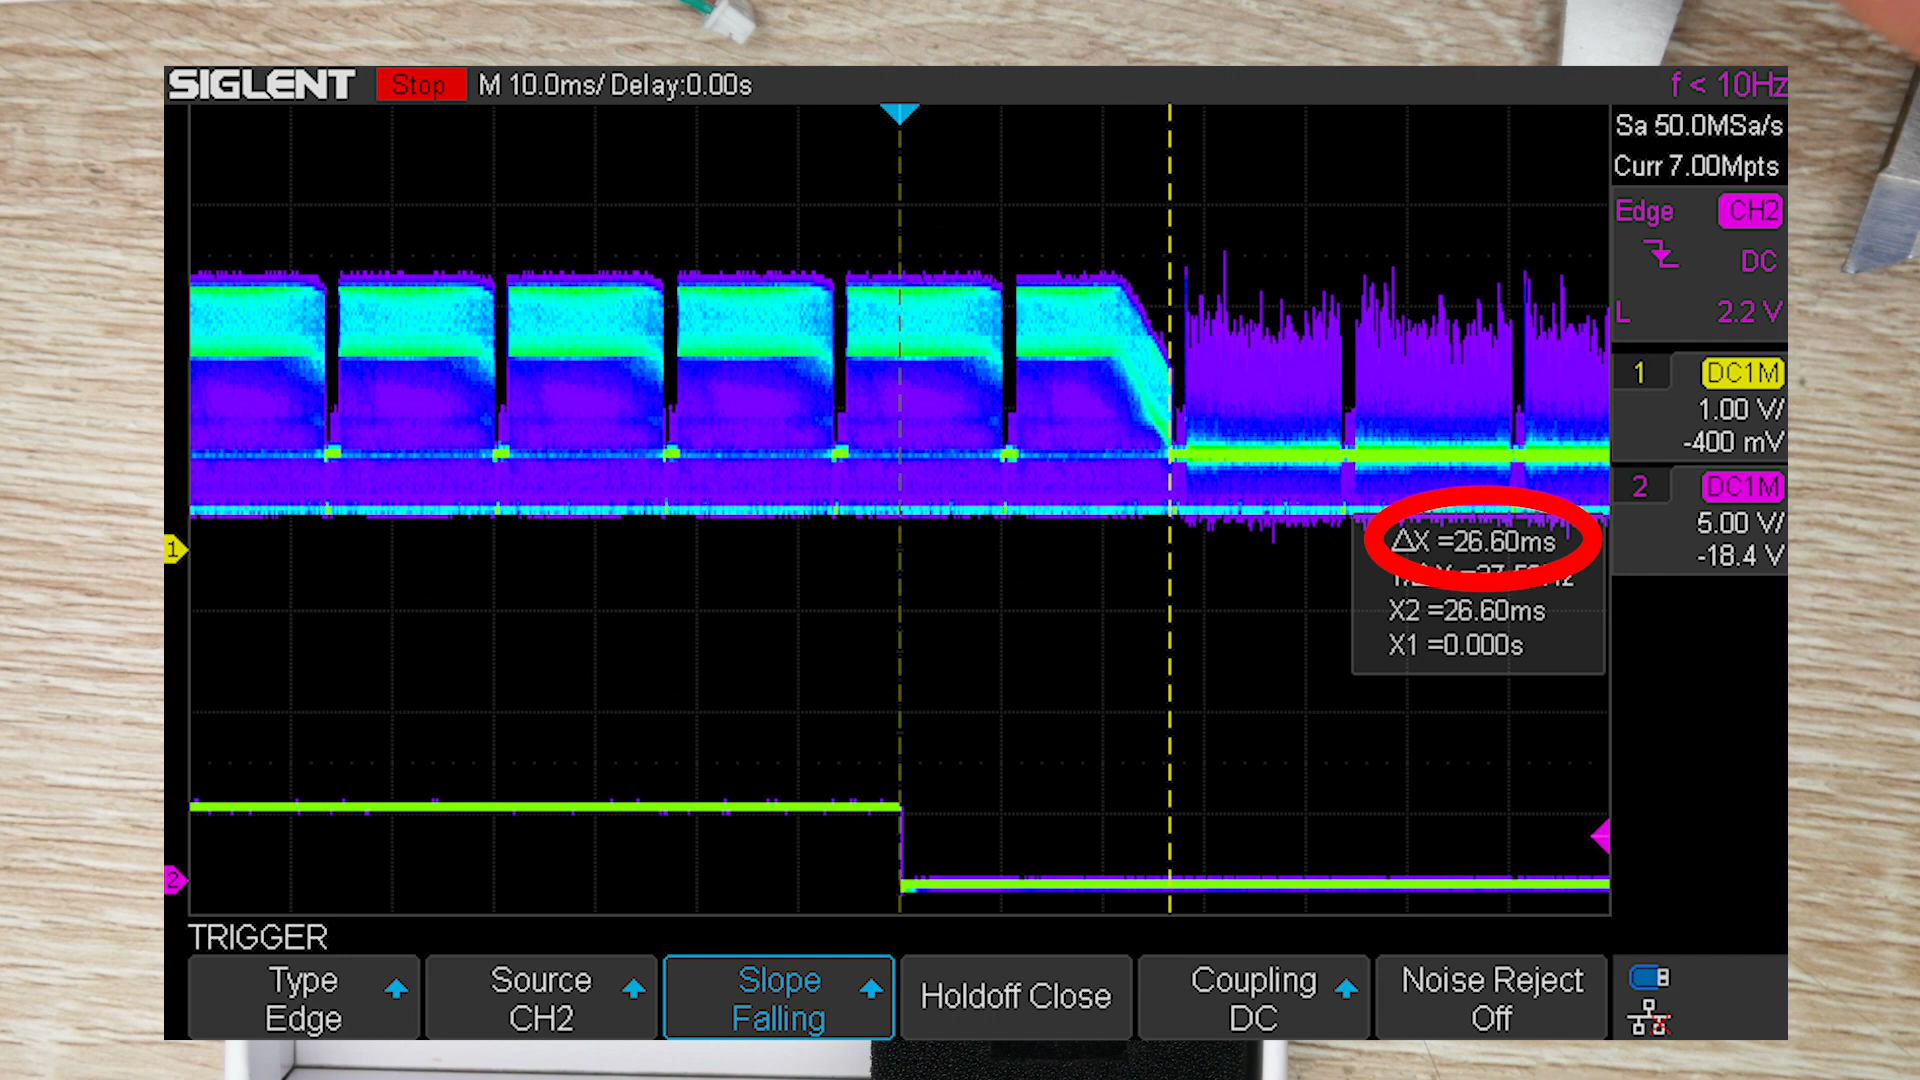 SIGLENT Stop M 10.0ms/ Delay:0.00s f < 10Hz
Sa 50.0MSa/s
Curr 7.00Mpts
Edge CH2
DC
L 2.2 V
1 DC1M
1.00 V/
-400 mV
2 DC1M
5.00 V/
-18.4 V
1
ΔX =26.60ms
X2 =26.60ms
X1 =0.000s
2
TRIGGER
Type
Edge
Source
CH2
Slope
Falling
Holdoff Close
Coupling
DC
Noise Reject
Off